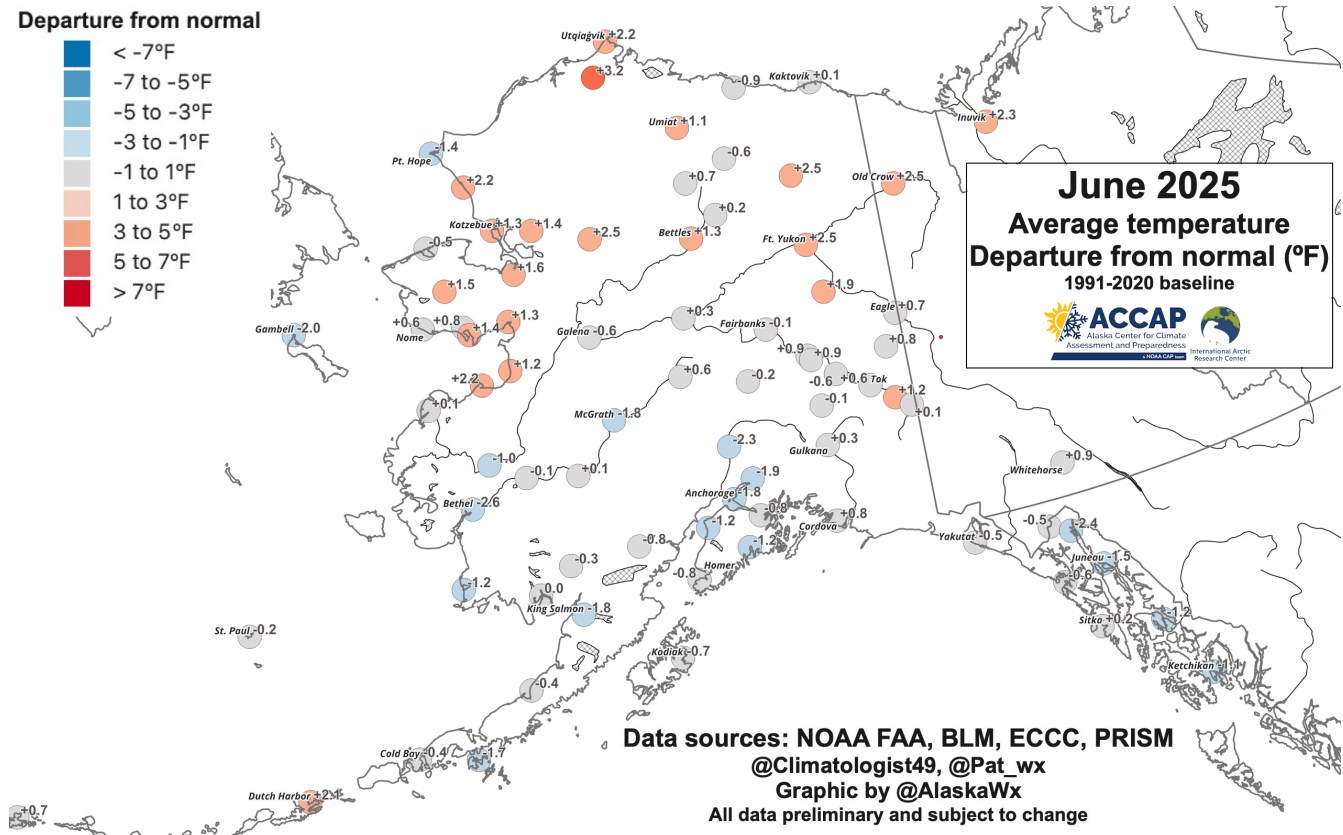 Departure from normal
< -7°F
-7 to -5°F
-5 to -3°F
-3 to -1°F
-1 to 1°F
1 to 3°F
3 to 5°F
5 to 7°F
> 7°F
June 2025
Average temperature
Departure from normal (ºF)
1991-2020 baseline
ACCAP
Alaska Center for Climate
Assessment and Preparedness
A NOAA CAP team
International Arctic
Research Center
Utqiaġvik +2.2
+3.2
-0.9
Kaktovik +0.1
Umiat +1.1
Inuvik +2.3
Pt. Hope -1.4
-0.6
+2.2
+0.7
+2.5
Old Crow +2.5
+0.2
Kotzebue +1.3
+1.4
+2.5
Bettles +1.3
Ft. Yukon +2.5
-0.5
+1.6
+1.5
+1.9
Eagle +0.7
Gambell -2.0
+0.6
Nome
+0.8
+1.4
+1.3
Galena -0.6
+0.3
Fairbanks -0.1
+0.8
+0.9
+0.9
+1.2
+2.2
+0.6
-0.2
-0.6
+0.6
Tok
+1.2
+0.1
+0.1
McGrath -1.8
-0.1
-2.3
Gulkana +0.3
-1.0
-0.1
+0.1
-1.9
Whitehorse +0.9
Anchorage -1.8
Bethel -2.6
-0.8
-1.2
Cordova +0.8
-1.2
Yakutat -0.5
-0.5
-2.4
-0.8
-0.3
Homer -0.8
Juneau -1.5
-0.6
-1.2
0.0
King Salmon -1.8
Sitka +0.2
-1.2
St. Paul -0.2
Kodiak -0.7
Ketchikan -1.1
-0.4
Cold Bay -0.4
-1.7
Dutch Harbor +2.1
+0.7
Data sources: NOAA FAA, BLM, ECCC, PRISM
@Climatologist49, @Pat_wx
Graphic by @AlaskaWx
All data preliminary and subject to change